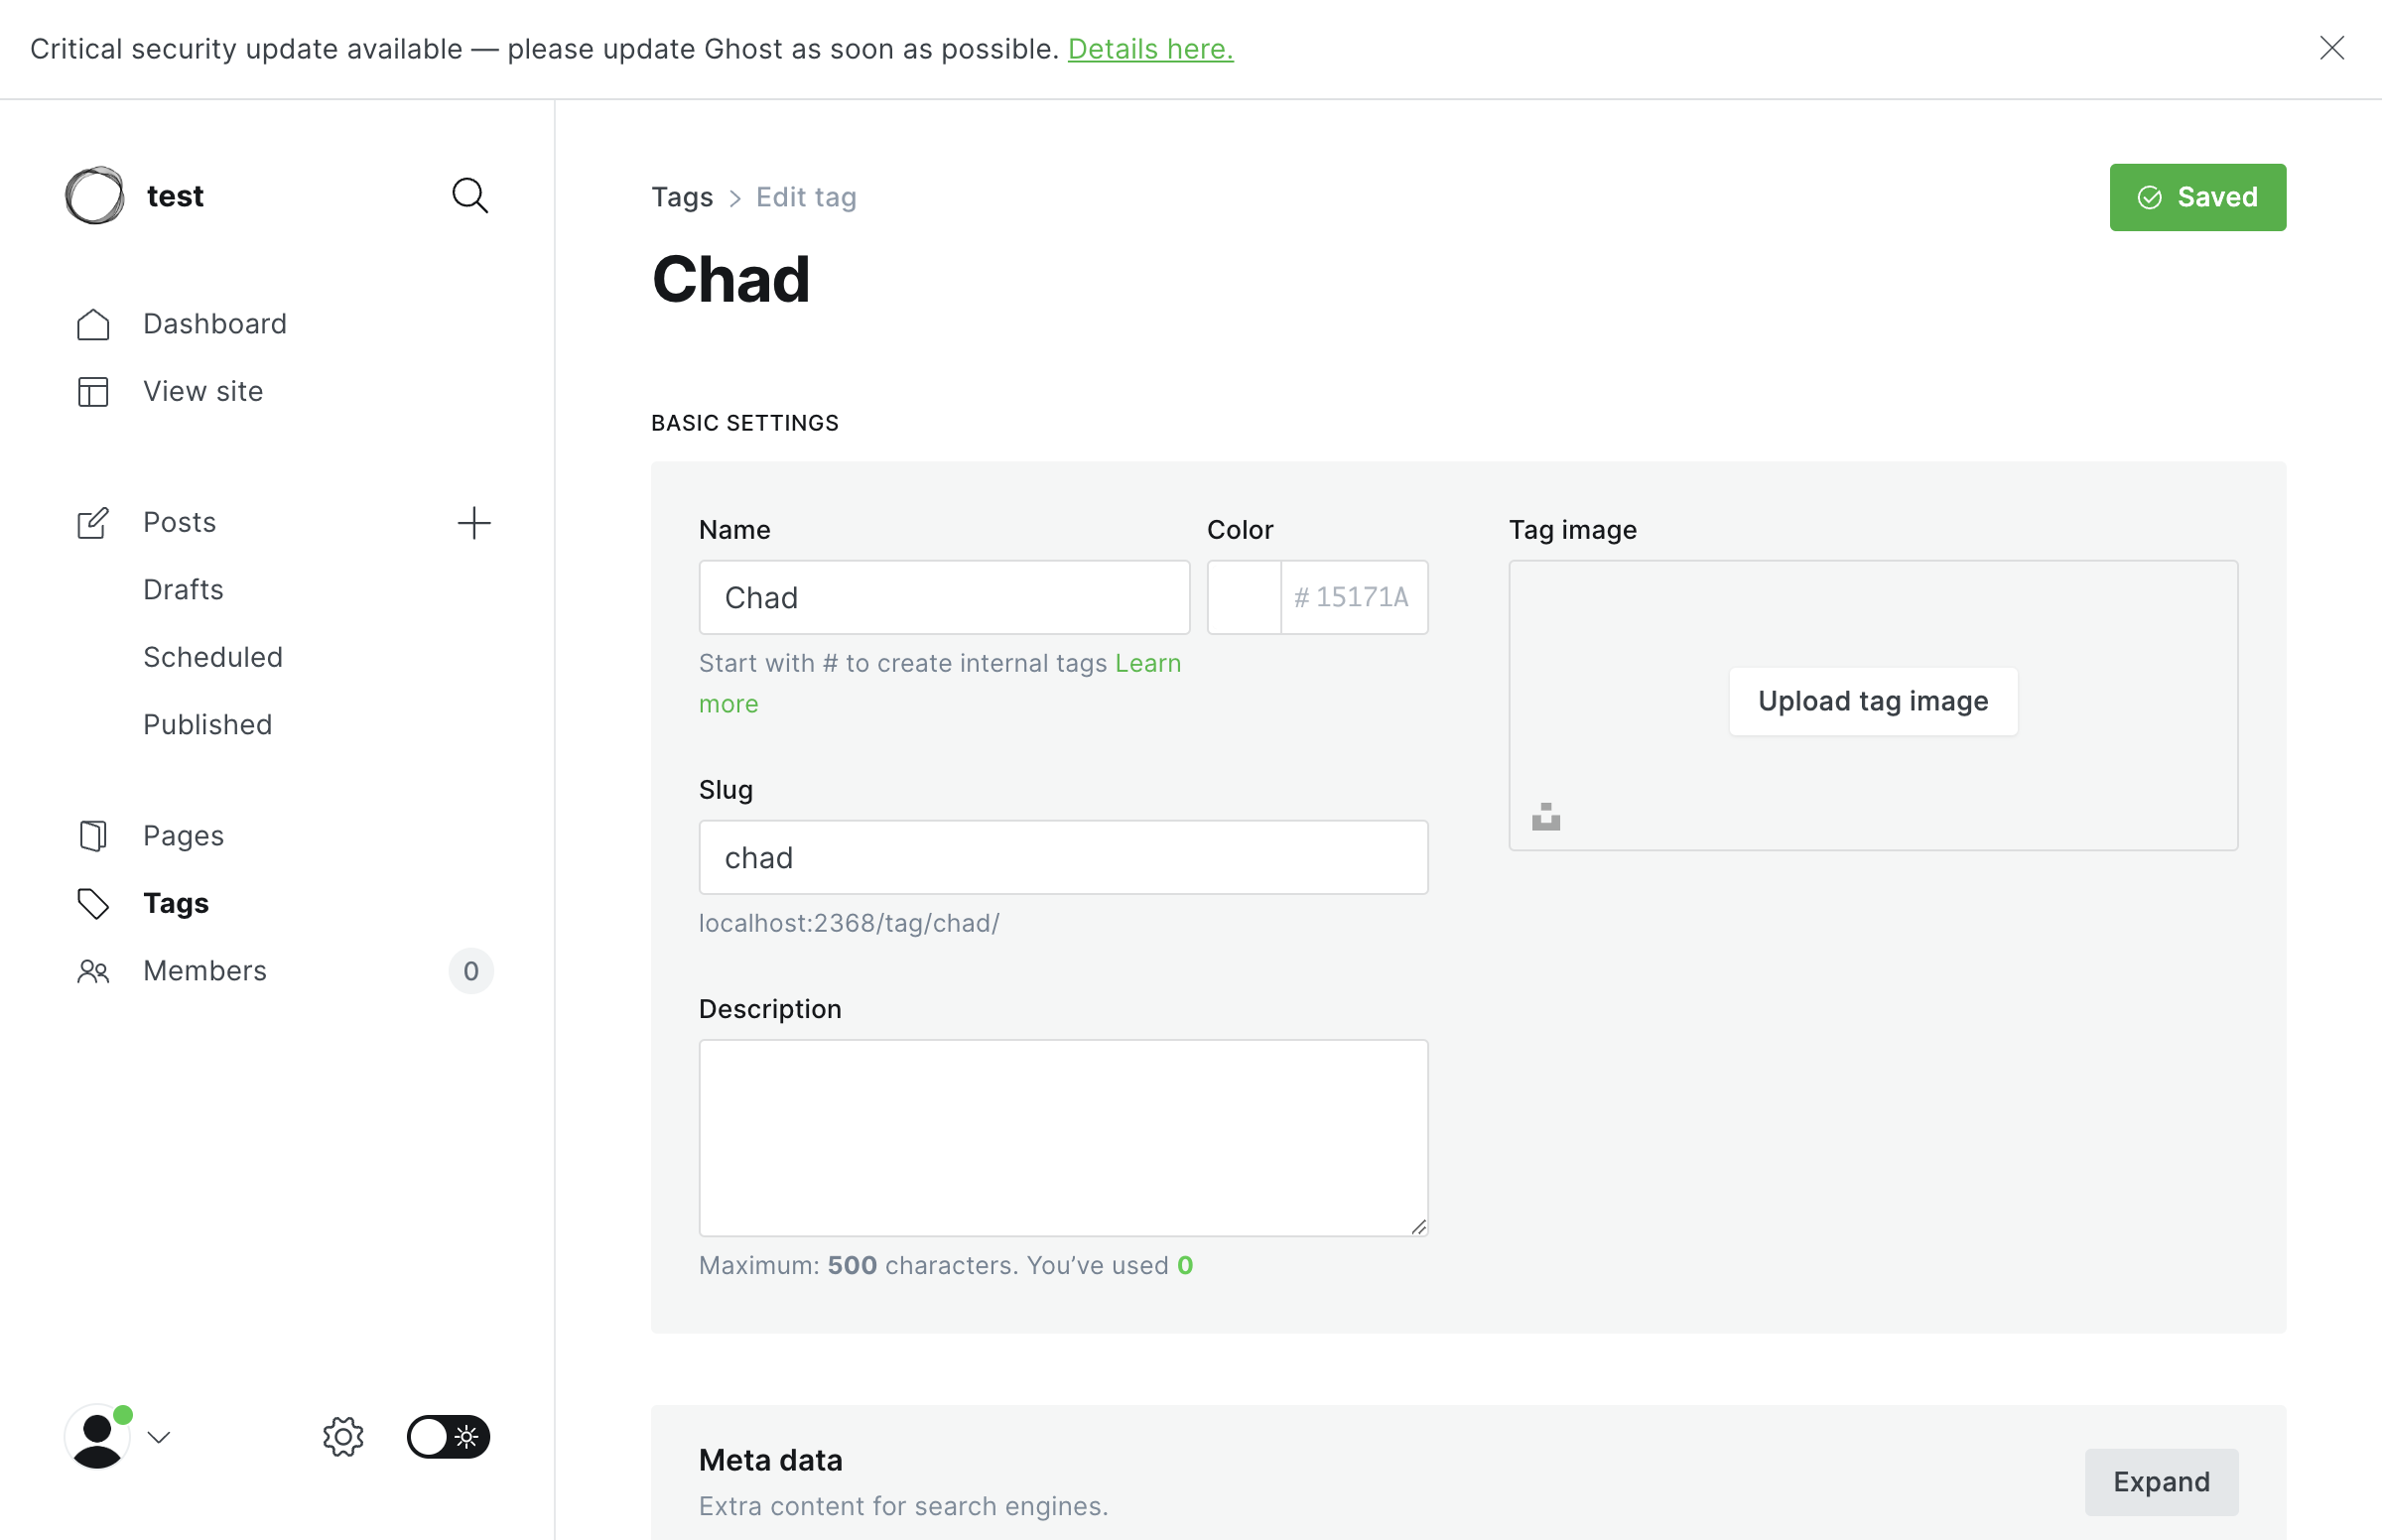 Critical security update available — please update Ghost as soon as possible. Details here.
test
Dashboard
View site
Posts
Drafts
Scheduled
Published
Pages
Tags
Members 0
Tags > Edit tag
Saved
Chad
BASIC SETTINGS
Name
Chad
Start with # to create internal tags Learn
more
Color
# 15171A
Slug
chad
localhost:2368/tag/chad/
Description
Maximum: 500 characters. You’ve used 0
Tag image
Upload tag image
Meta data
Extra content for search engines.
Expand